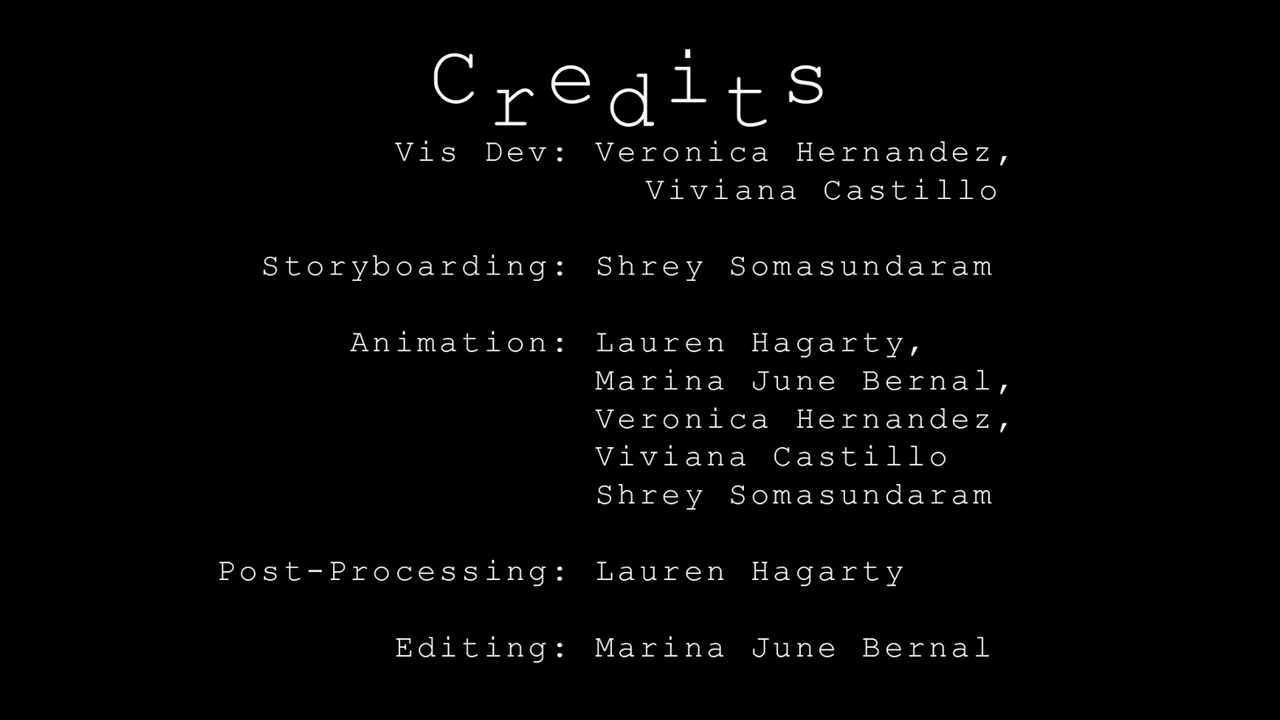 Credits
Vis Dev: Veronica Hernandez,
Viviana Castillo
Storyboarding: Shrey Somasundaram
Animation: Lauren Hagarty,
Marina June Bernal,
Veronica Hernandez,
Viviana Castillo
Shrey Somasundaram
Post-Processing: Lauren Hagarty
Editing: Marina June Bernal